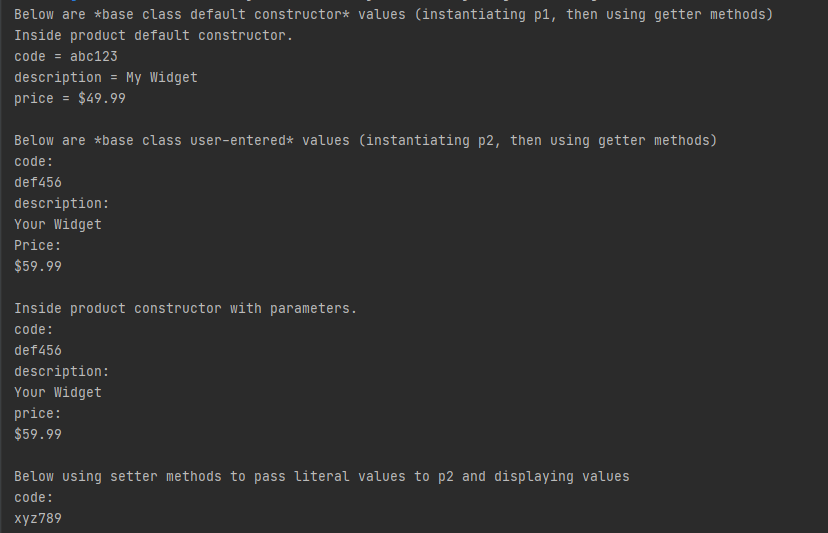 Below are *base class default constructor* values (instantiating p1, then using getter methods)
Inside product default constructor.
code = abc123
description = My Widget
price = $49.99
Below are *base class user-entered* values (instantiating p2, then using getter methods)
code:
def456
description:
Your Widget
Price:
$59.99
Inside product constructor with parameters.
code:
def456
description:
Your Widget
price:
$59.99
Below using setter methods to pass literal values to p2 and displaying values
code:
xyz789